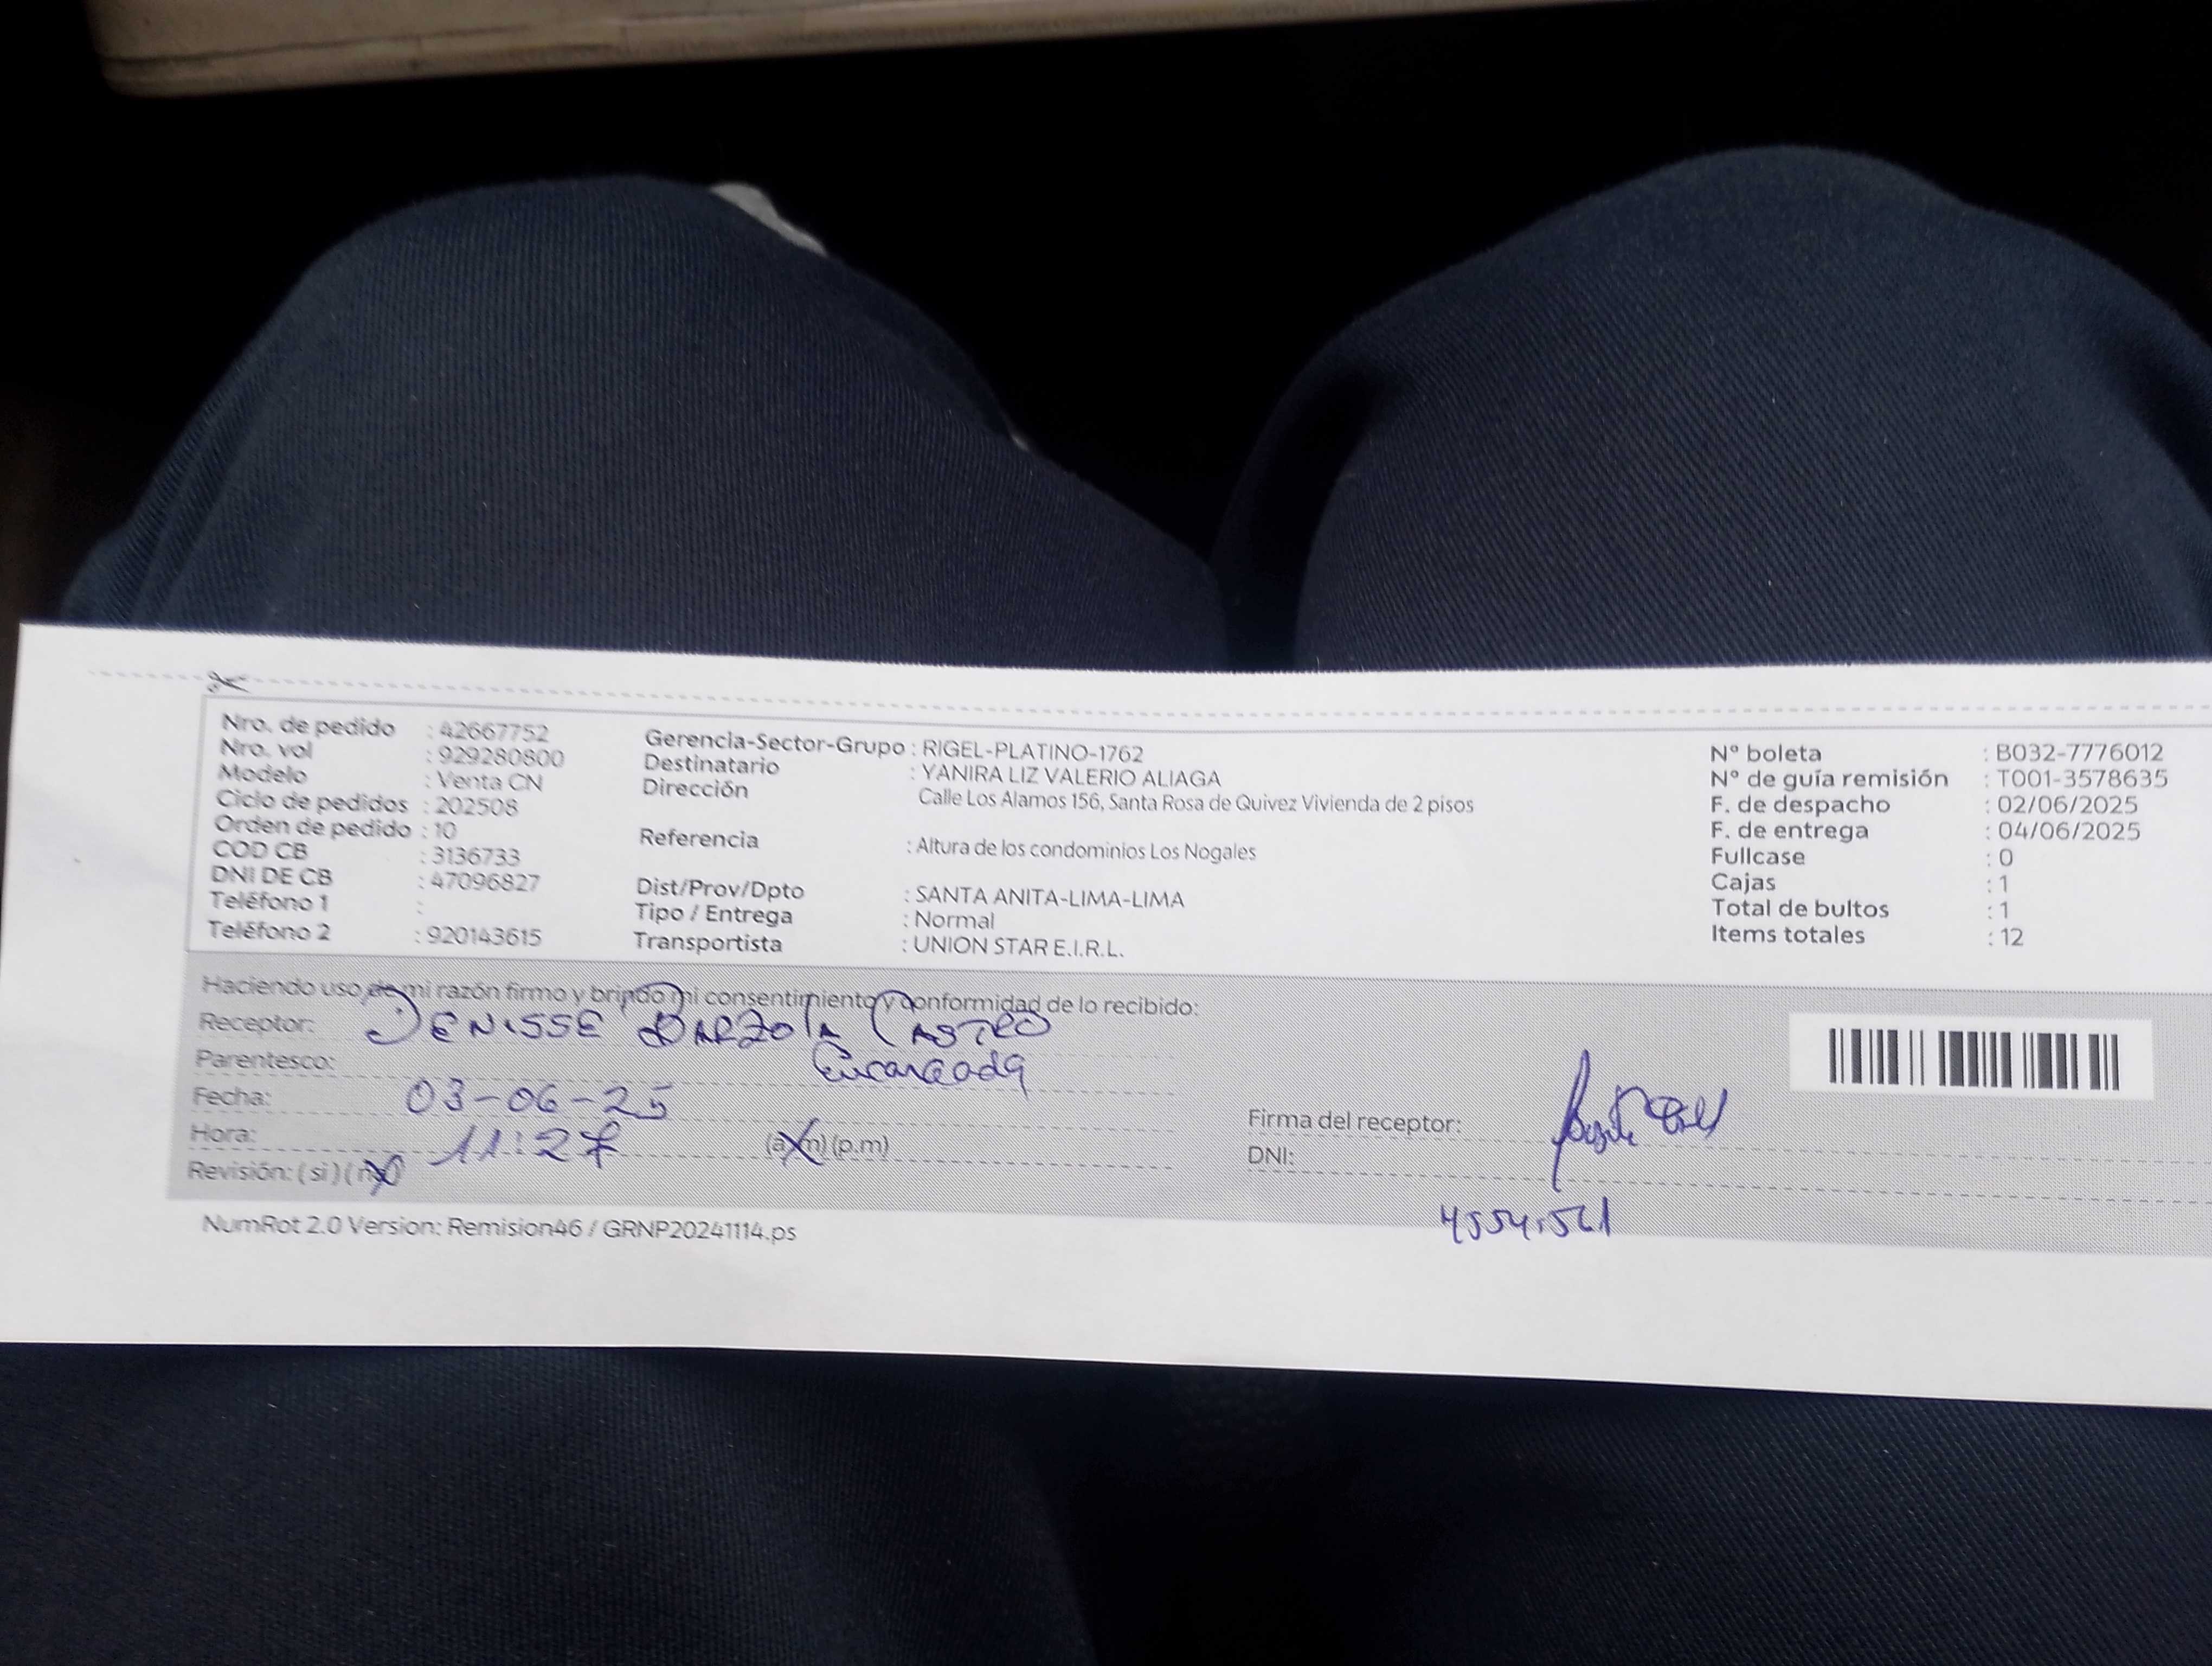 Nro. de pedido : 42667752
Nro. vol : 929280800
Modelo : Venta CN
Ciclo de pedidos : 202508
Orden de pedido : 10
COD CB : 3136733
DNI DE CB : 47096827
Teléfono 1 :
Teléfono 2 : 920143615
Gerencia-Sector-Grupo : RIGEL-PLATINO-1762
Destinatario : YANIRA LIZ VALERIO ALIAGA
Dirección Calle Los Alamos 156, Santa Rosa de Quivez Vivienda de 2 pisos
Referencia : Altura de los condominios Los Nogales
Dist/Prov/Dpto : SANTA ANITA-LIMA-LIMA
Tipo / Entrega : Normal
Transportista : UNION STAR E.I.R.L.
Nº boleta : B032-7776012
Nº de guía remisión : T001-3578635
F. de despacho : 02/06/2025
F. de entrega : 04/06/2025
Fullcase : 0
Cajas : 1
Total de bultos : 1
Items totales : 12
Haciendo uso de mi razón firmo y brindo mi consentimiento y conformidad de lo recibido:
Receptor: DENISSE BARZOLA CASTRO
Parentesco: Encargada
Fecha: 03-06-25
Hora: 11:27 (a.m) (p.m)
Revisión: (si) (no)
Firma del receptor:
DNI:
NumRot 2.0 Version: Remision46 / GRNP20241114.ps